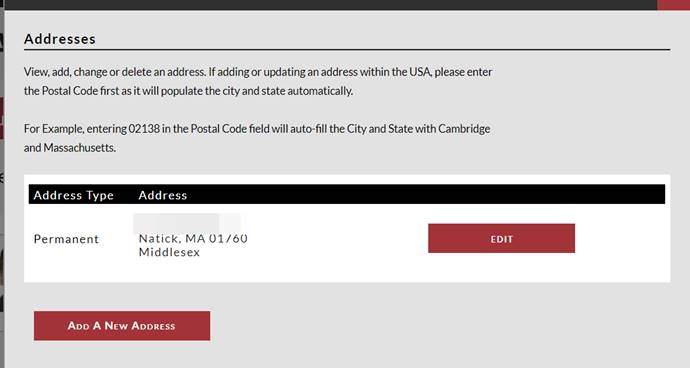 Addresses
View, add, change or delete an address. If adding or updating an address within the USA, please enter
the Postal Code first as it will populate the city and state automatically.
For Example, entering 02138 in the Postal Code field will auto-fill the City and State with Cambridge
and Massachusetts.
Address Type Address
Permanent
Natick, MA 01760
Middlesex
EDIT
Add A New Address